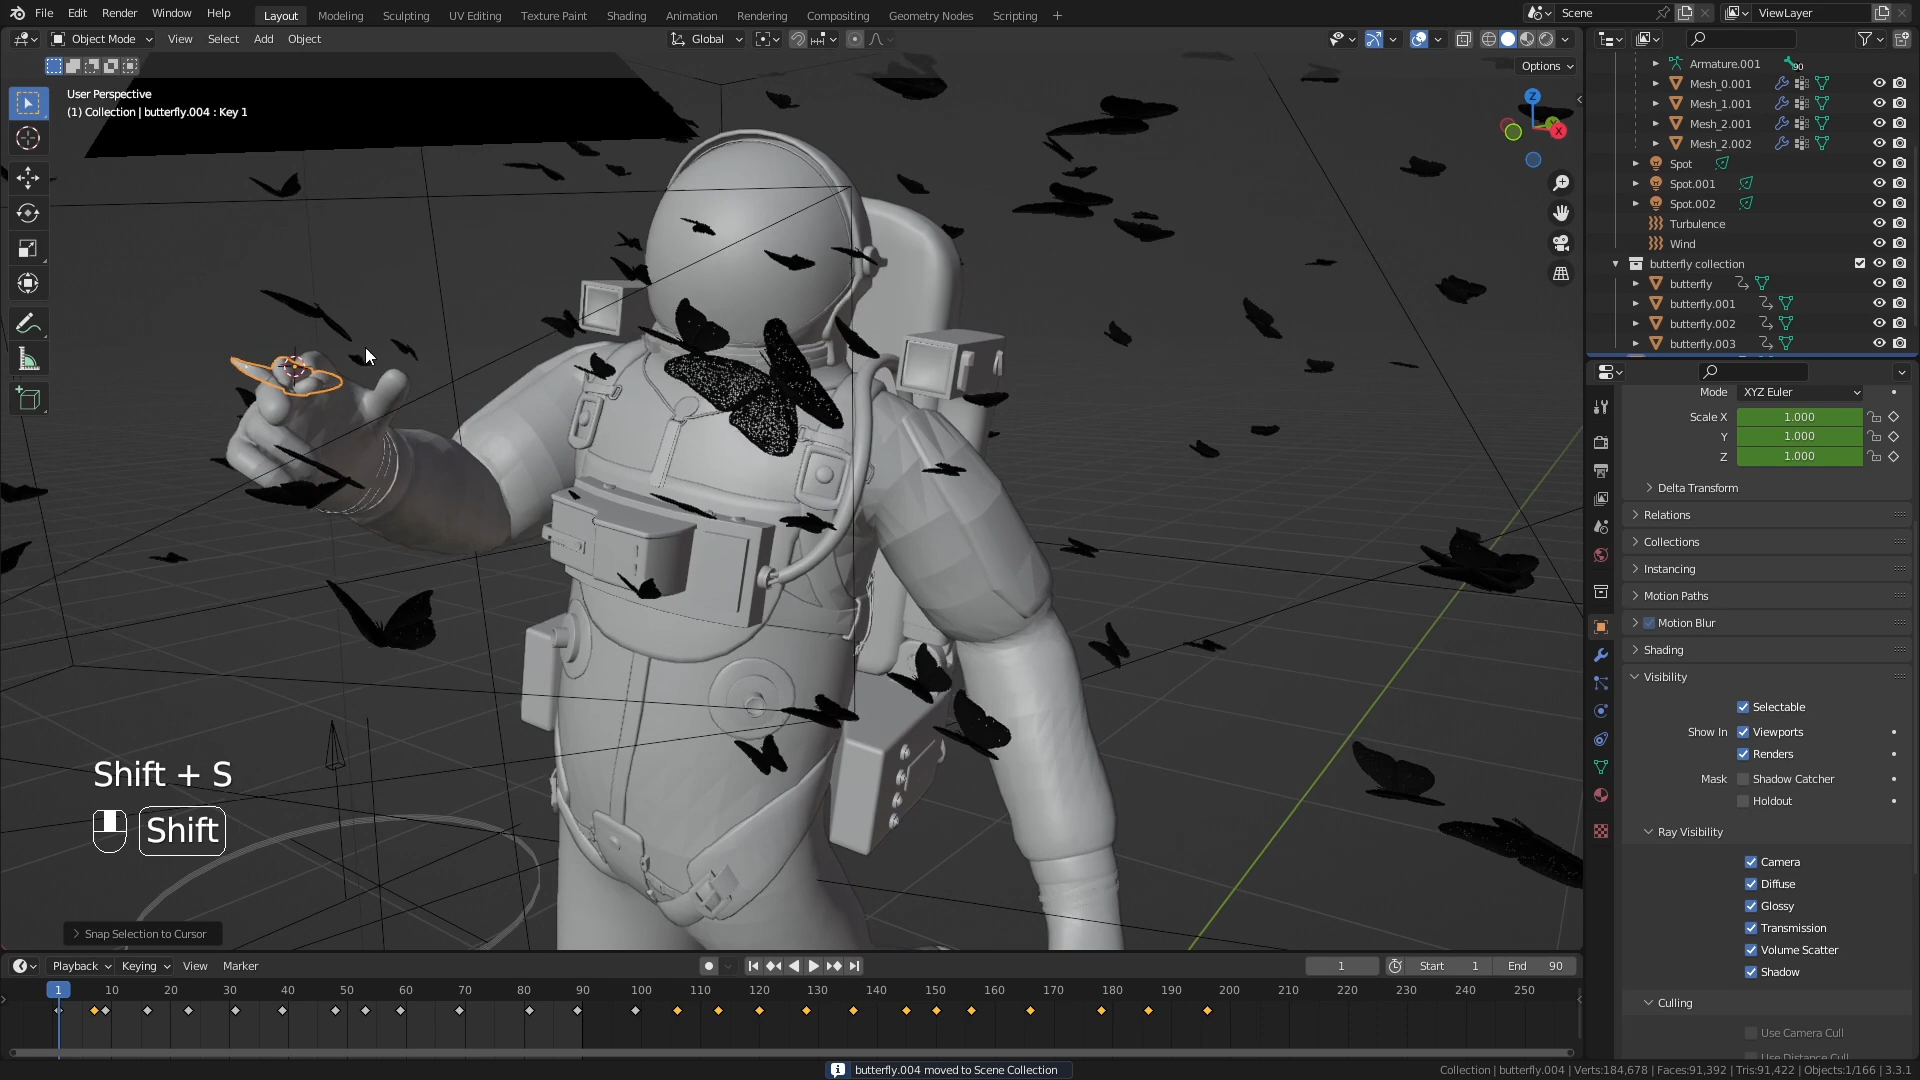 File Edit Render Window Help
Layout Modeling Sculpting UV Editing Texture Paint Shading Animation Rendering Compositing Geometry Nodes Scripting +
Scene
ViewLayer
Object Mode View Select Add Object
Global
Options
User Perspective
(1) Collection | butterfly.004 : Key 1
Z
X
Armature.001
90
Mesh_0.001
Mesh_1.001
Mesh_2.001
Mesh_2.002
Spot
Spot.001
Spot.002
Turbulence
Wind
butterfly collection
butterfly
butterfly.001
butterfly.002
butterfly.003
Mode XYZ Euler
Scale X 1.000
Y 1.000
Z 1.000
Delta Transform
Relations
Collections
Instancing
Motion Paths
Motion Blur
Shading
Visibility
Selectable
Show In Viewports
Renders
Mask Shadow Catcher
Holdout
Ray Visibility
Camera
Diffuse
Glossy
Transmission
Volume Scatter
Shadow
Culling
Use Camera Cull
Use Distance Cull
Shift + S
Shift
Snap Selection to Cursor
Playback Keying View Marker
1 Start 1 End 90
1 10 20 30 40 50 60 70 80 90 100 110 120 130 140 150 160 170 180 190 200 210 220 230 240 250
butterfly.004 moved to Scene Collection
Collection | butterfly.004 | Verts:184,678 | Faces:91,392 | Tris:91,422 | Objects:1/166 | 3.3.1